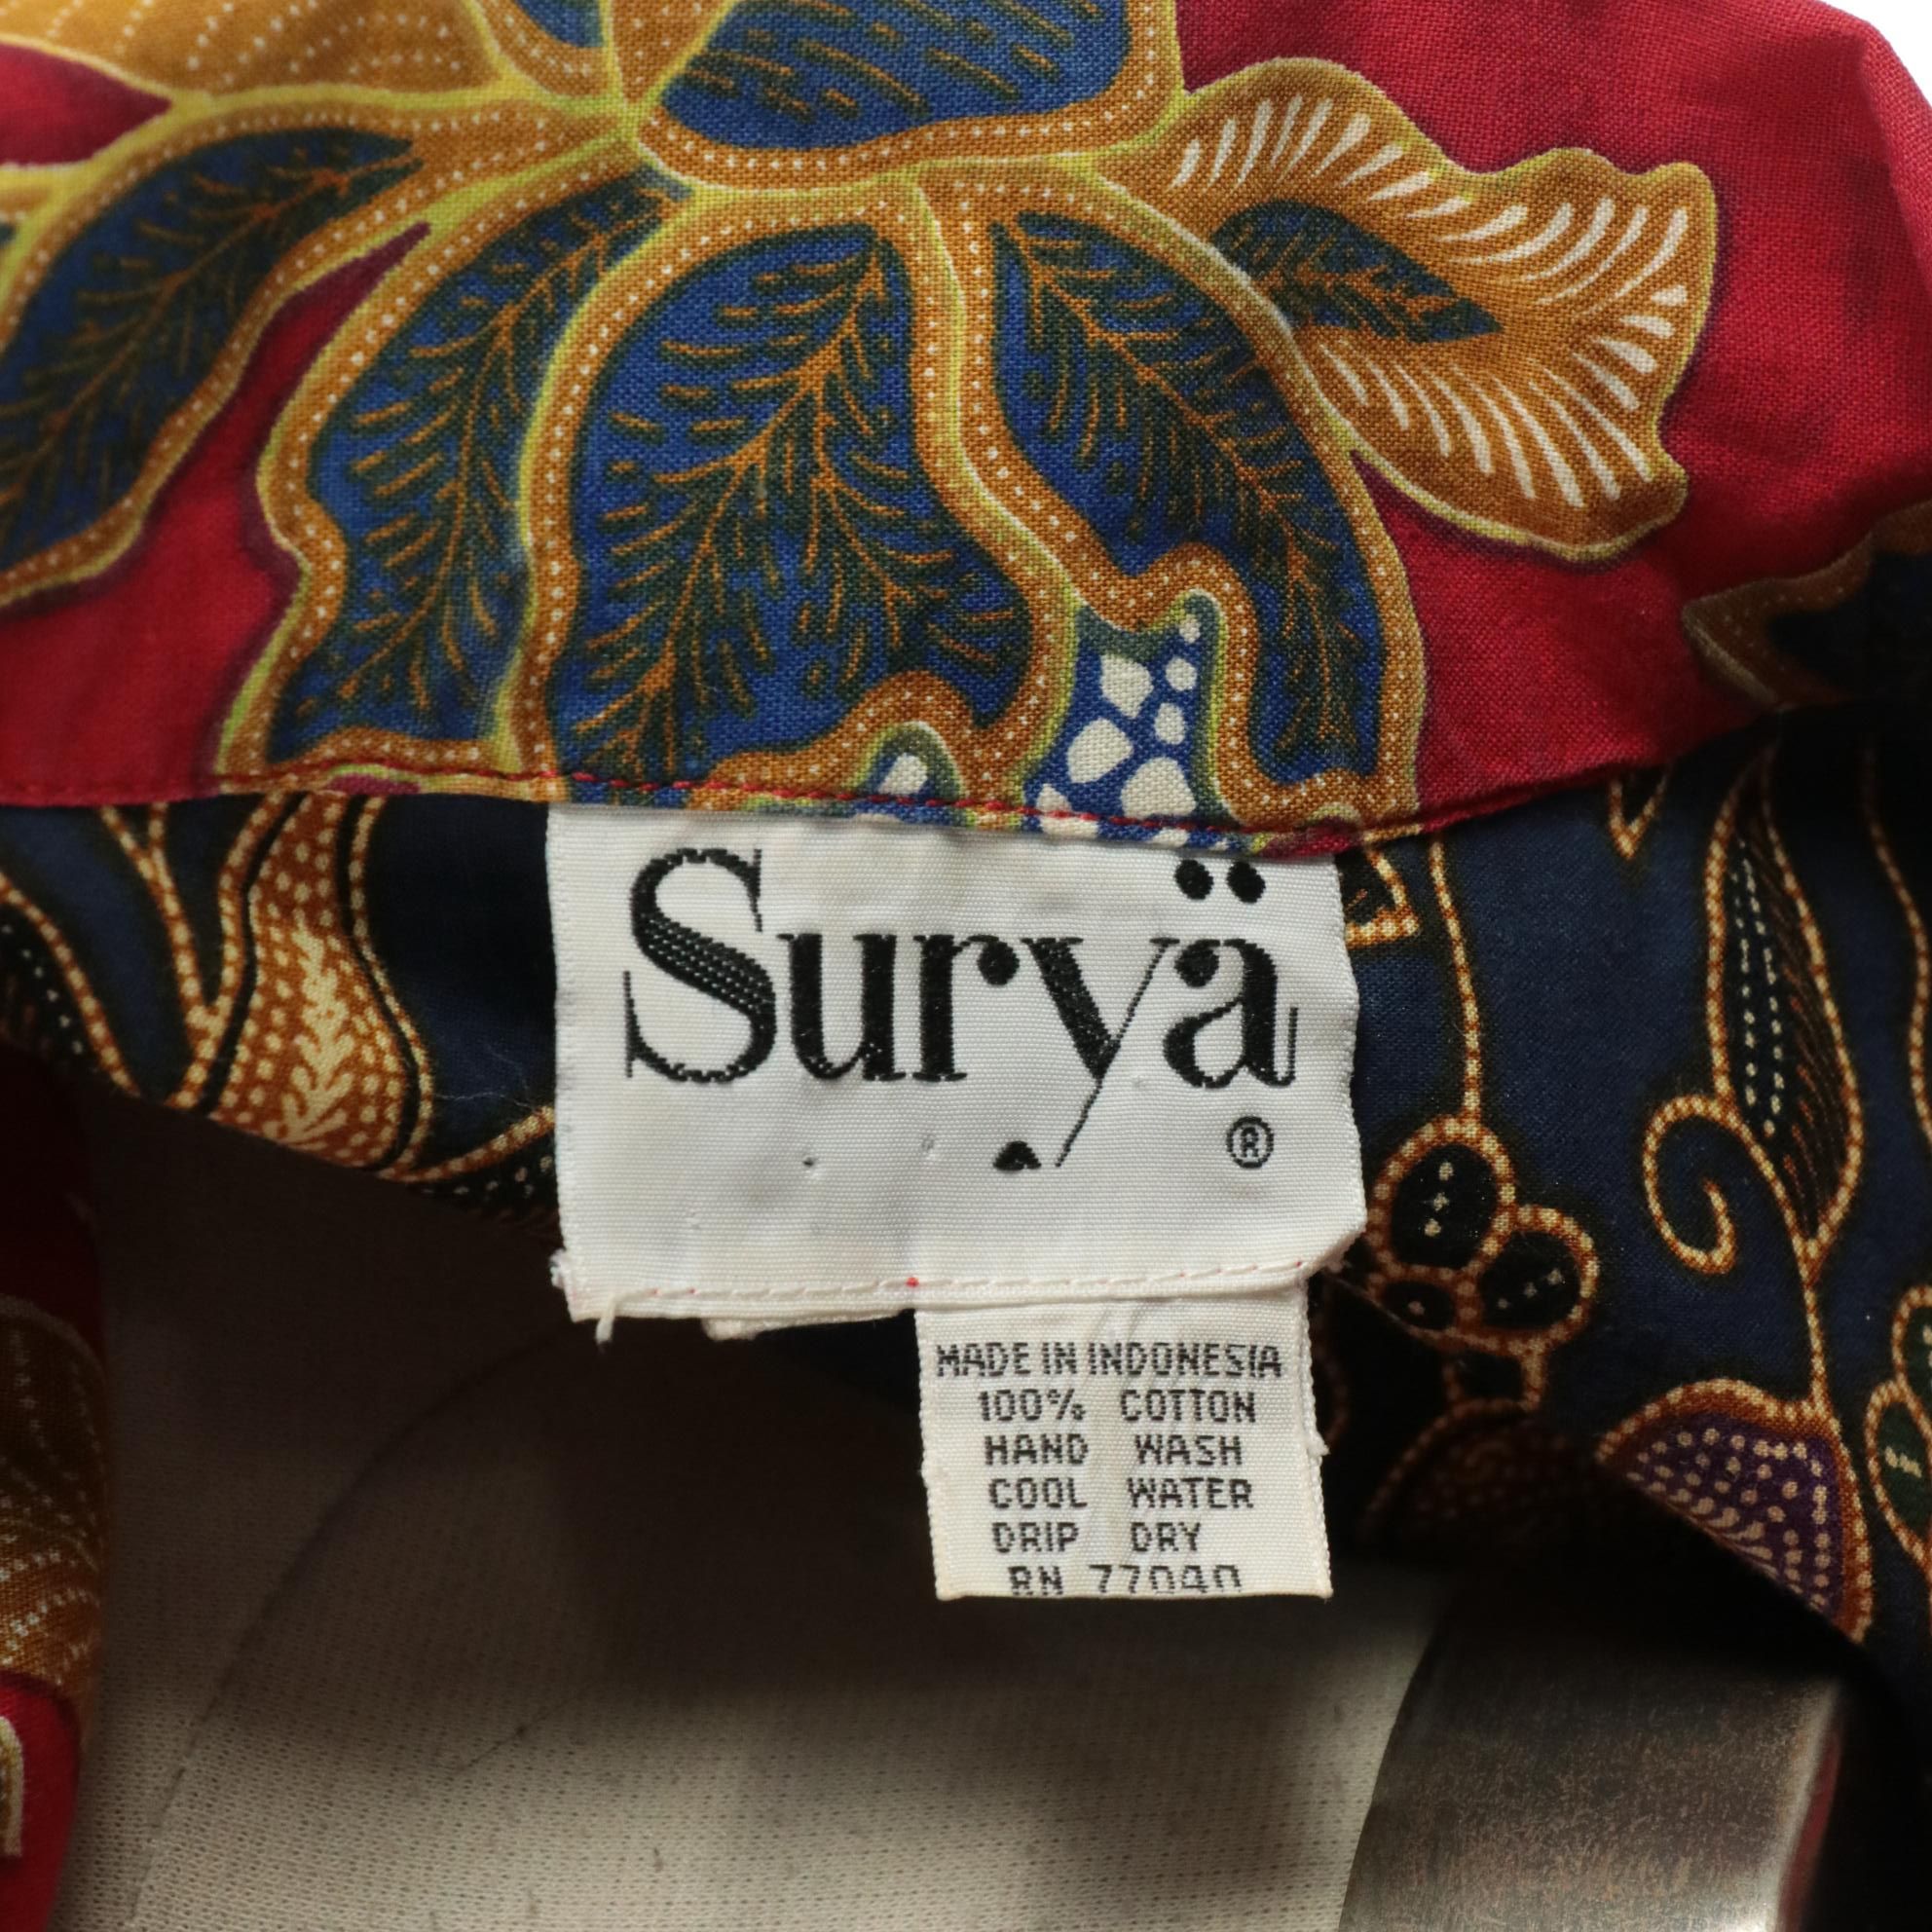 Suryä
®
MADE IN INDONESIA
100% COTTON
HAND WASH
COOL WATER
DRIP DRY
RN 77040